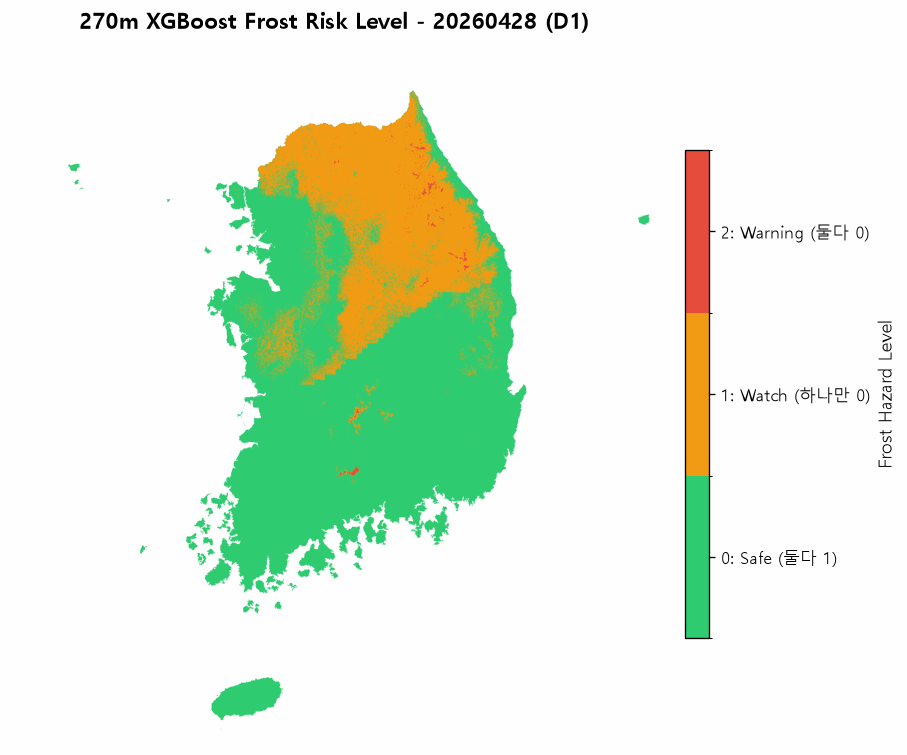 270m XGBoost Frost Risk Level - 20260428 (D1)
2: Warning (둘다 0)
1: Watch (하나만 0)
0: Safe (둘다 1)
Frost Hazard Level